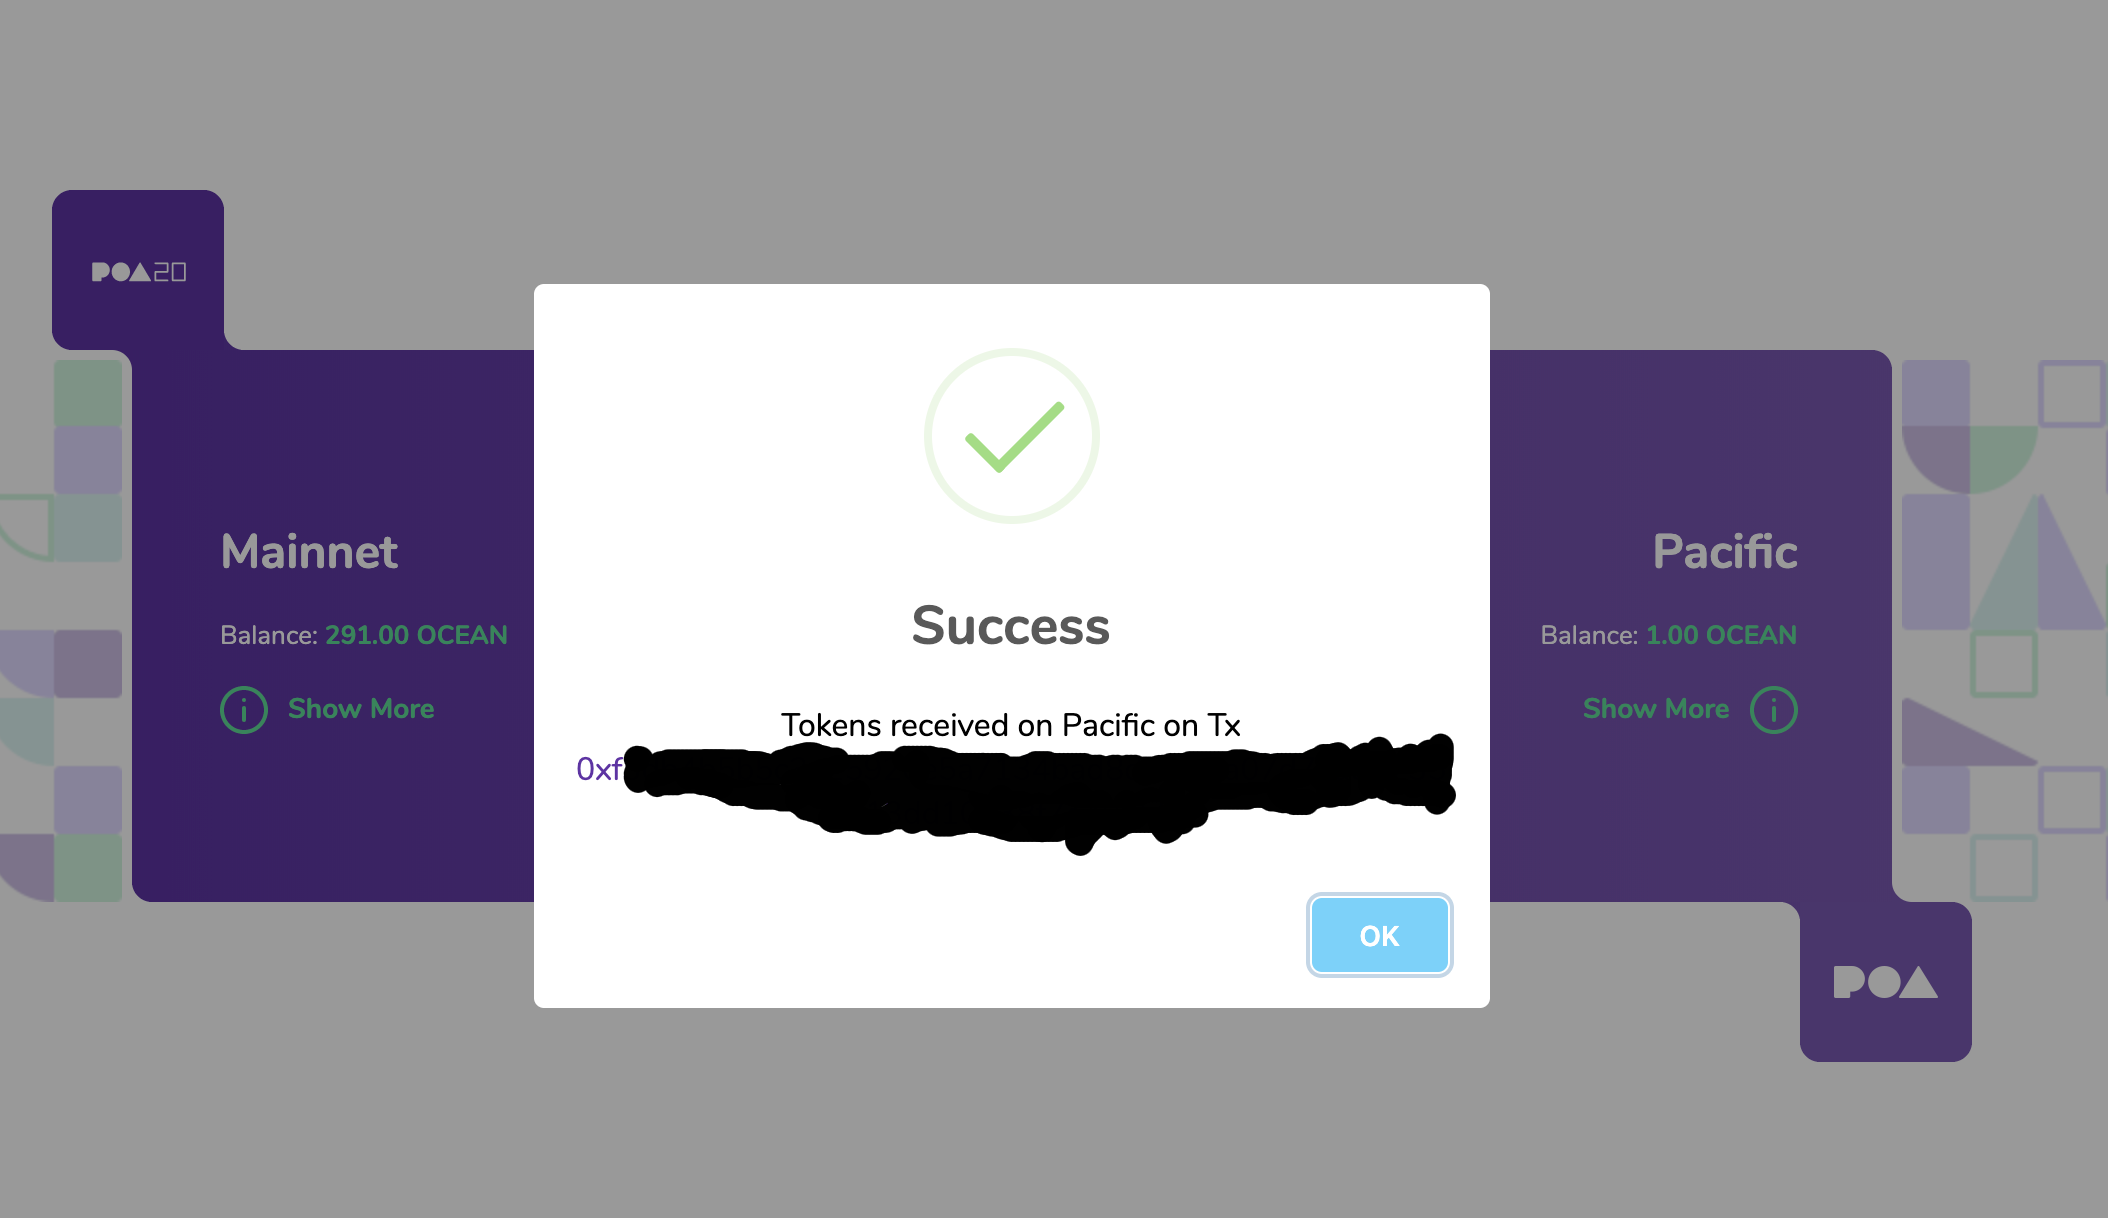 POA20
Mainnet
Balance: 291.00 OCEAN
Show More
Success
Tokens received on Pacific on Tx
0xf
OK
Pacific
Balance: 1.00 OCEAN
Show More
POA